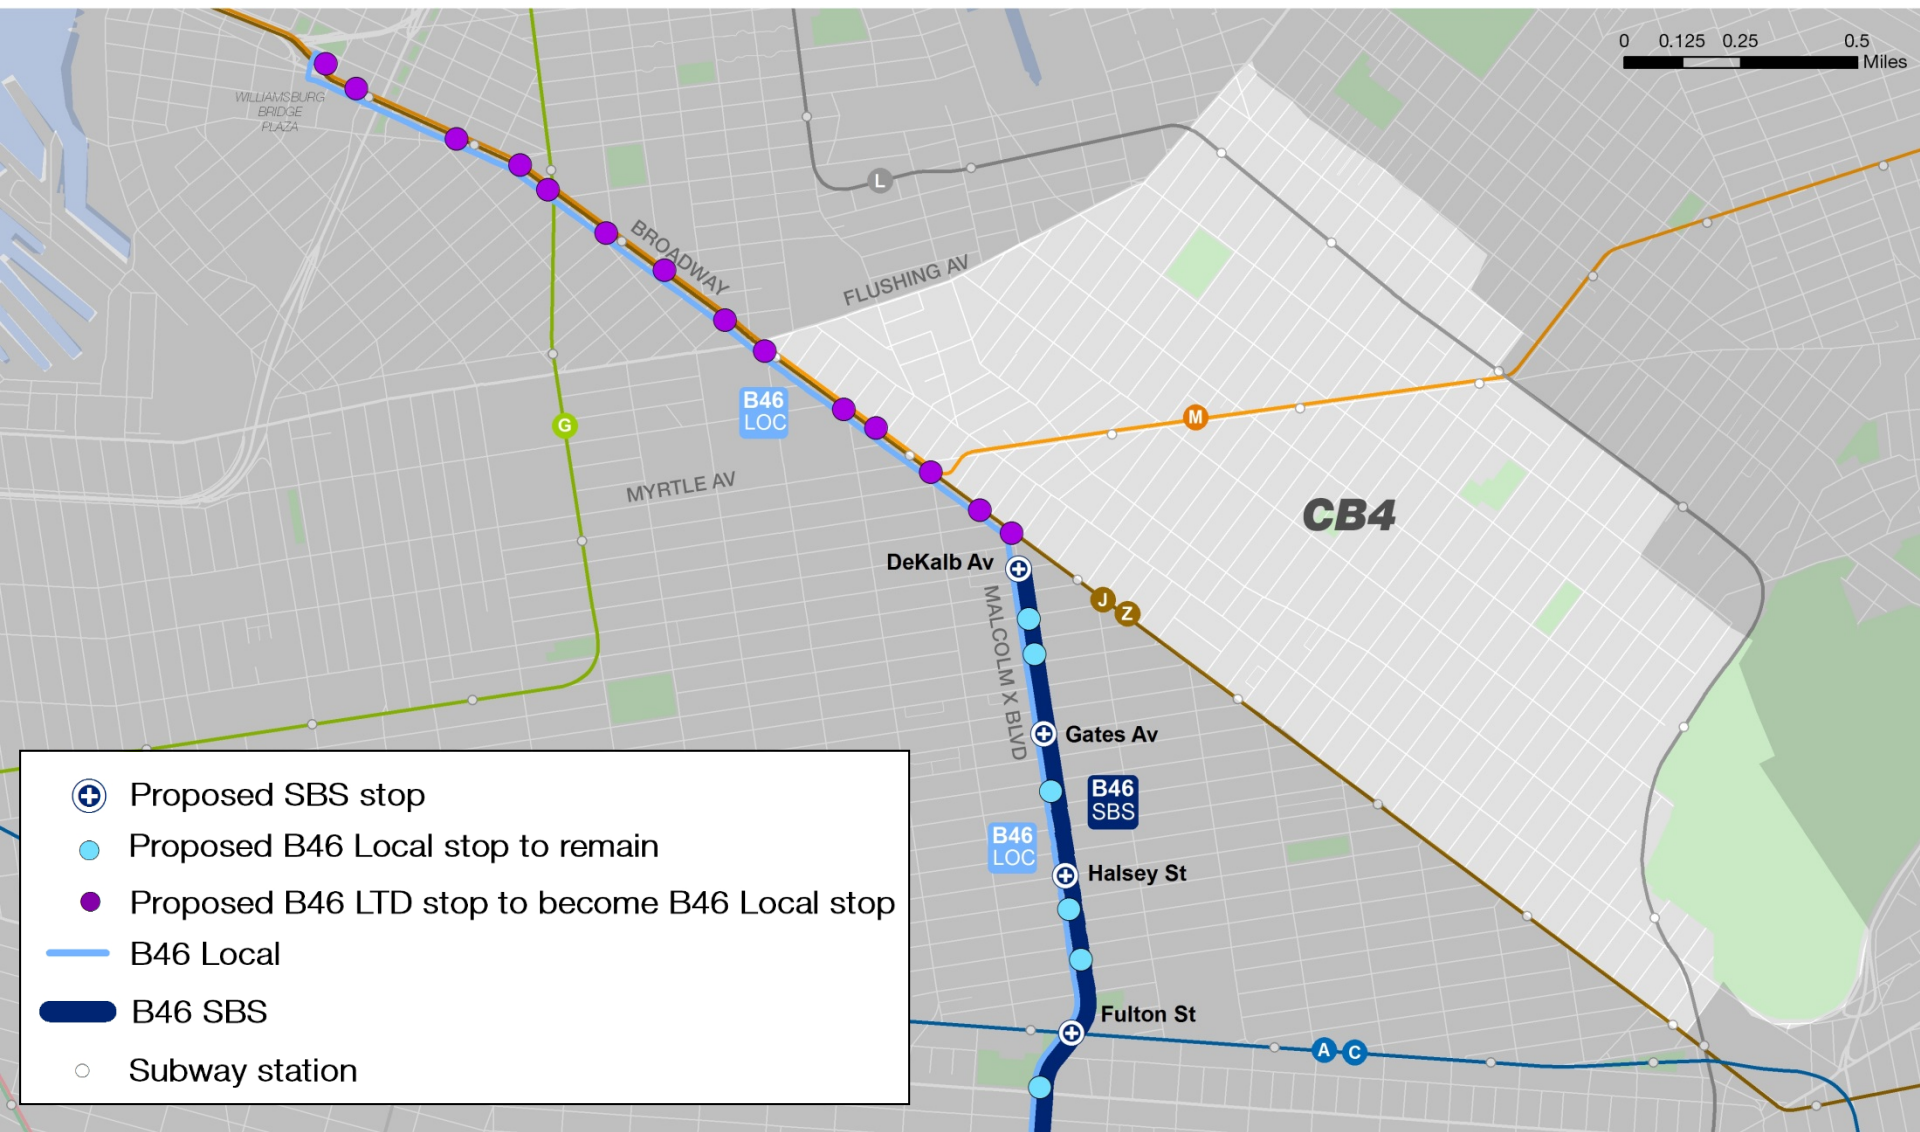 0 0.125 0.25 0.5
Miles
WILLIAMSBURG
BRIDGE
PLAZA
L
BROADWAY
FLUSHING AV
B46
LOC
G
M
MYRTLE AV
CB4
DeKalb Av
MALCOLM X BLVD
J
Z
Gates Av
B46
SBS
B46
LOC
Halsey St
Fulton St
A
C
Proposed SBS stop
Proposed B46 Local stop to remain
Proposed B46 LTD stop to become B46 Local stop
B46 Local
B46 SBS
Subway station